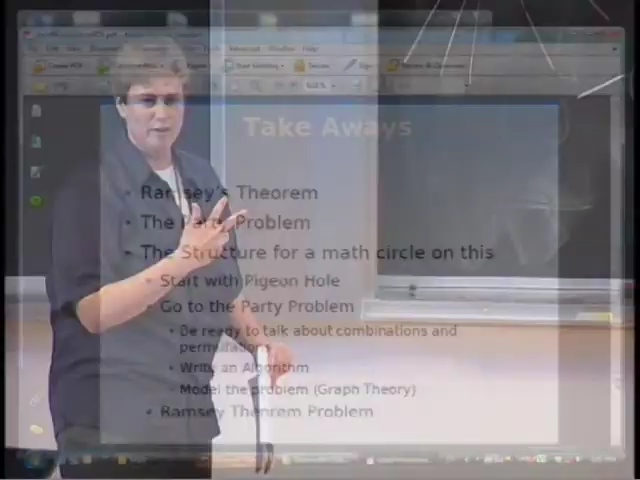 Take Aways
Ramsey's Theorem
The Party Problem
The Structure for a math circle on this
Start with Pigeon Hole
Go to the Party Problem
Be ready to talk about combinations and
permutations
Write an Algorithm
Model the problem (Graph Theory)
Ramsey Theorem Problem